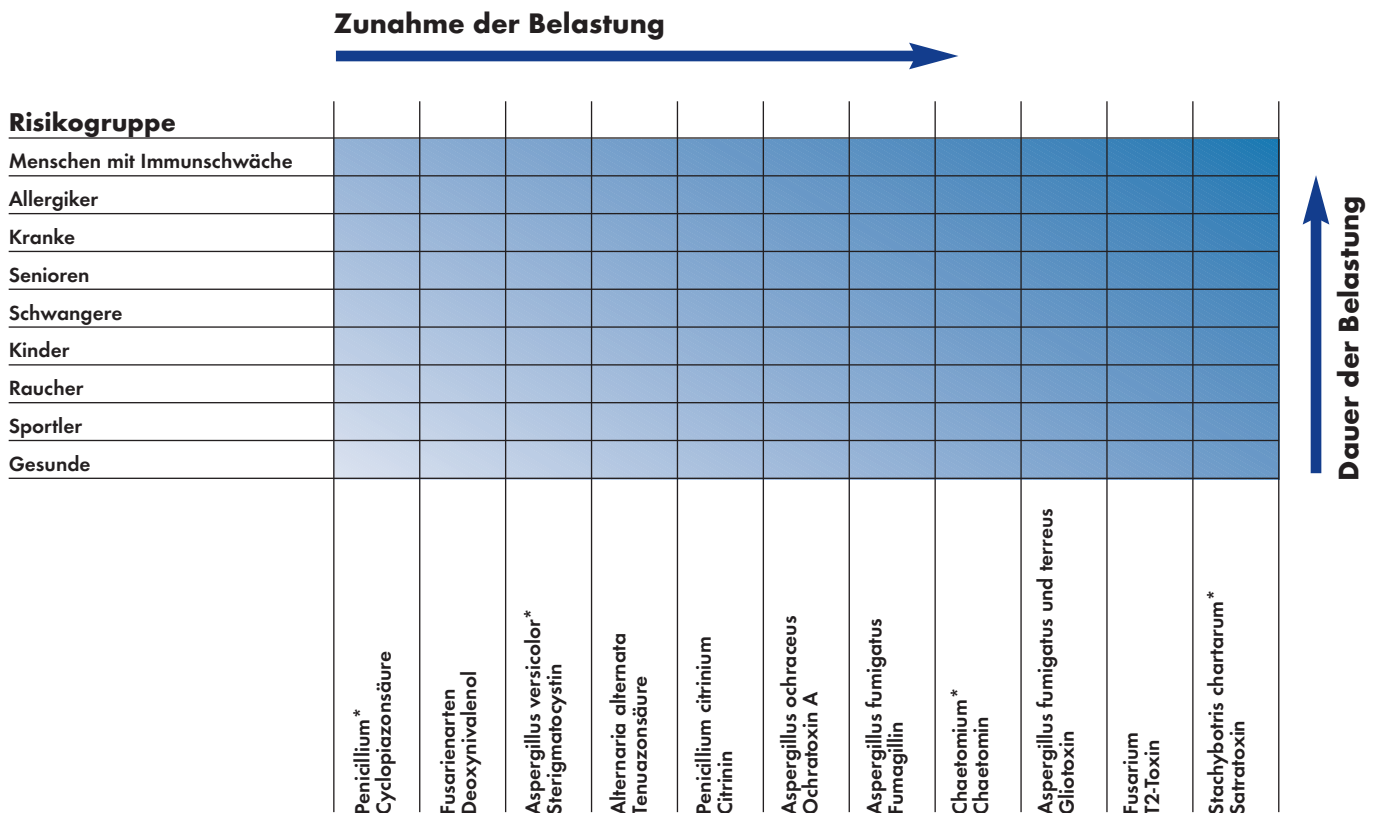 Zunahme der Belastung
Risikogruppe
Menschen mit Immunschwäche
Allergiker
Kranke
Senioren
Schwangere
Kinder
Raucher
Sportler
Gesunde
Dauer der Belastung
Penicillium*
Cyclopiazonsäure
Fusarienarten
Deoxynivalenol
Aspergillus versicolor*
Sterigmatocystin
Alternaria alternata
Tenuazonsäure
Penicillium citrinium
Citrinin
Aspergillus ochraceus
Ochratoxin A
Aspergillus fumigatus
Fumagillin
Chaetomium*
Chaetomin
Aspergillus fumigatus und terreus
Gliotoxin
Fusarium
T2-Toxin
Stachybotris chartarum*
Satratoxin